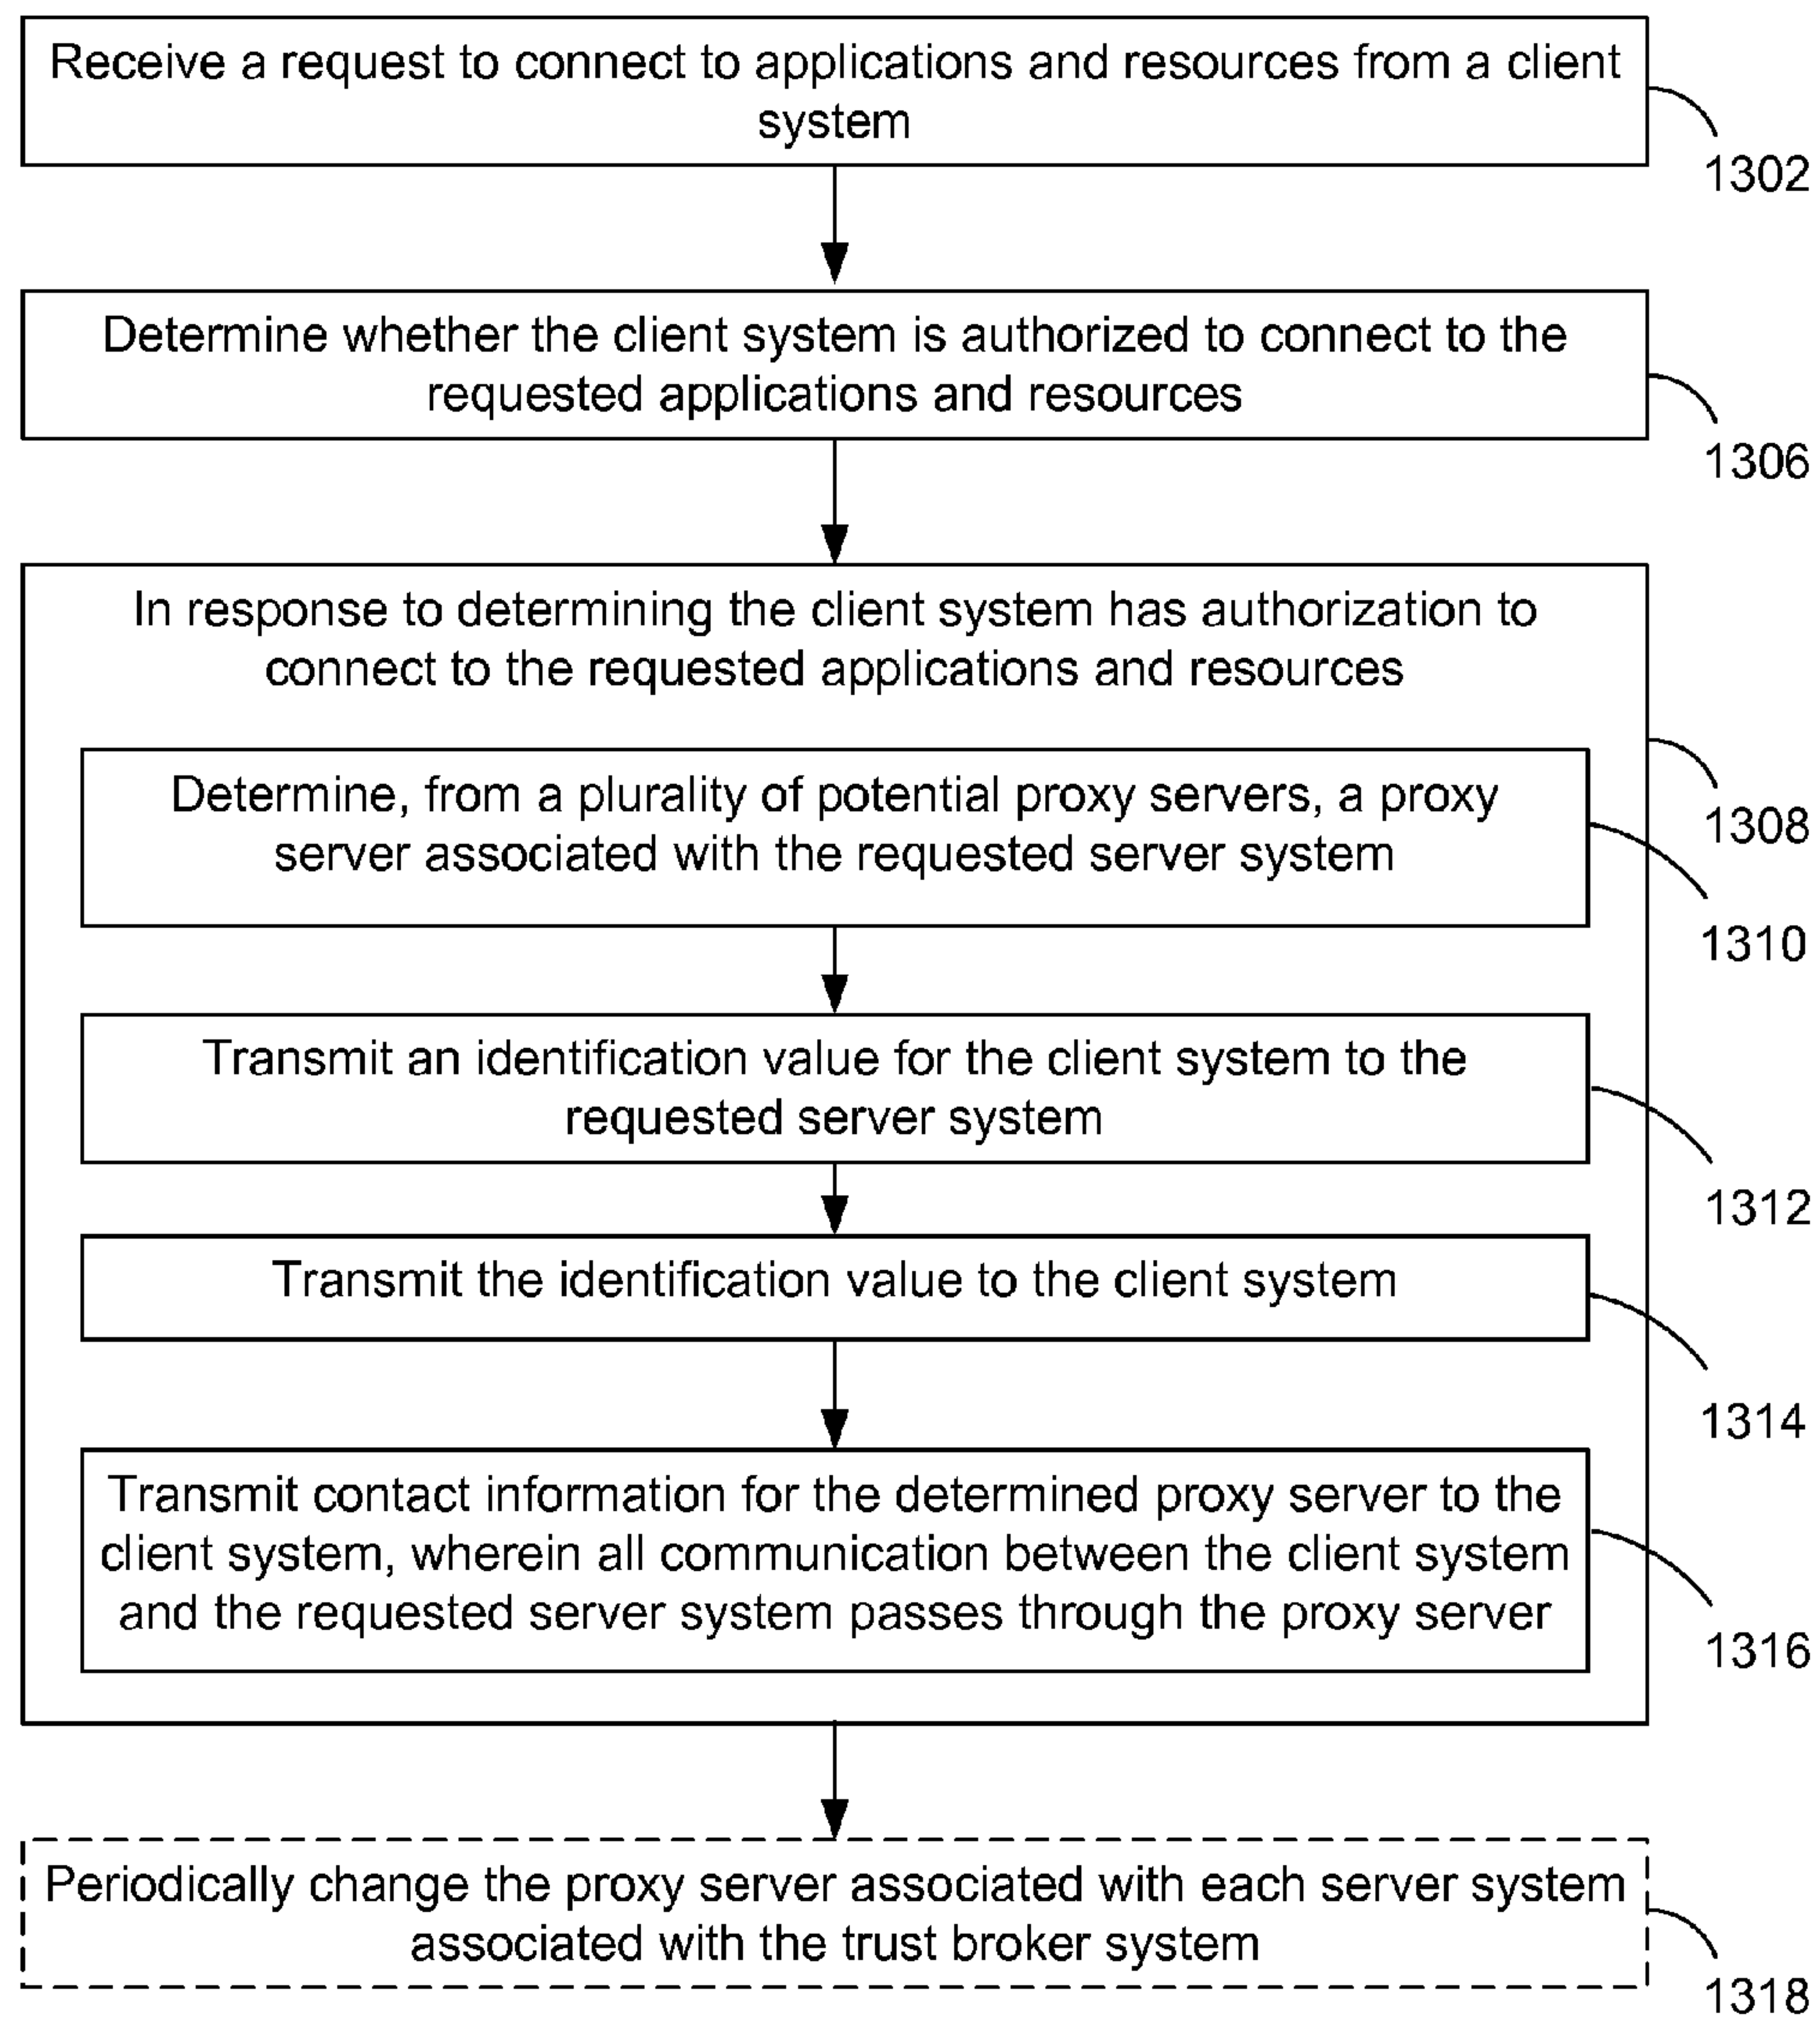 Receive a request to connect to applications and resources from a client
system
1302
Determine whether the client system is authorized to connect to the
requested applications and resources
1306
In response to determining the client system has authorization to
connect to the requested applications and resources
1308
Determine, from a plurality of potential proxy servers, a proxy
server associated with the requested server system
1310
Transmit an identification value for the client system to the
requested server system
1312
Transmit the identification value to the client system
1314
Transmit contact information for the determined proxy server to the
client system, wherein all communication between the client system
and the requested server system passes through the proxy server
1316
Periodically change the proxy server associated with each server system
associated with the trust broker system
1318